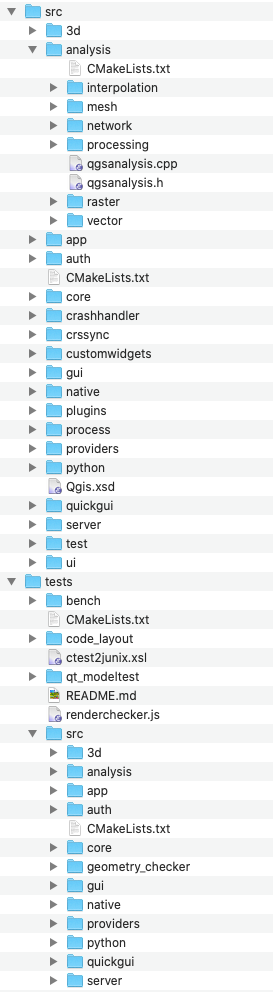 src
3d
analysis
CMakeLists.txt
interpolation
mesh
network
processing
qgsanalysis.cpp
qgsanalysis.h
raster
vector
app
auth
CMakeLists.txt
core
crashhandler
crssync
customwidgets
gui
native
plugins
process
providers
python
Qgis.xsd
quickgui
server
test
ui
tests
bench
CMakeLists.txt
code_layout
ctest2junix.xsl
qt_modeltest
README.md
renderchecker.js
src
3d
analysis
app
auth
CMakeLists.txt
core
geometry_checker
gui
native
providers
python
quickgui
server